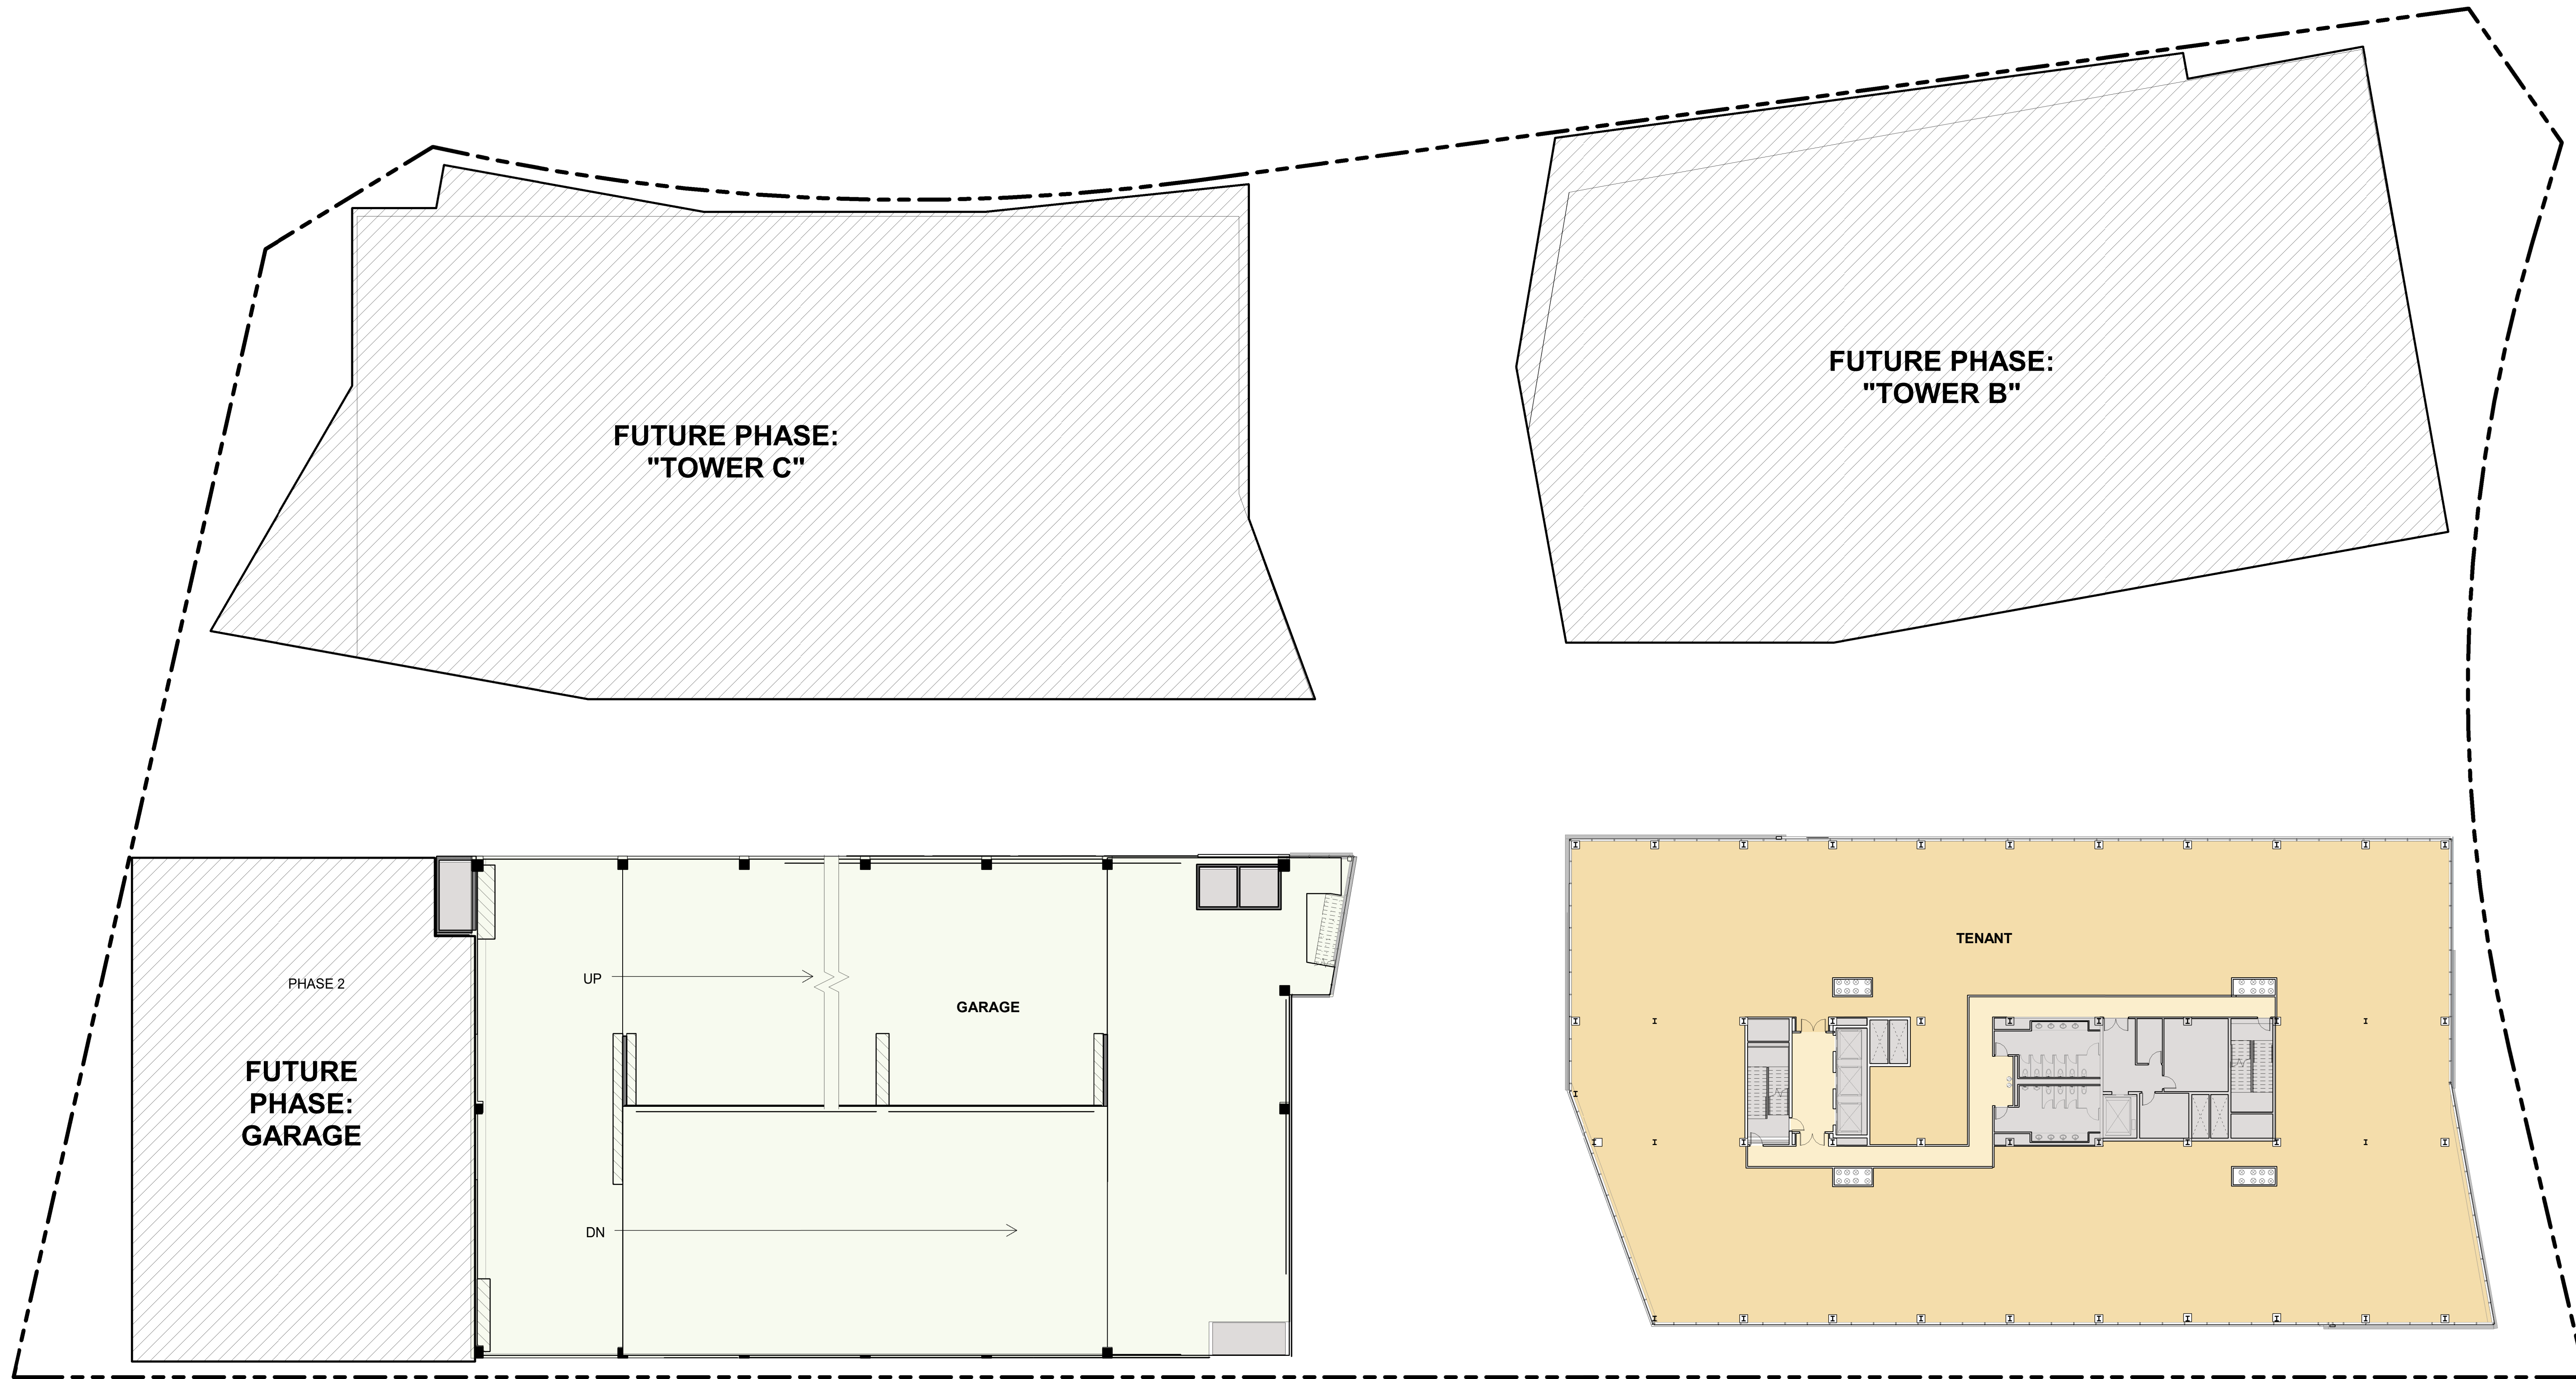 FUTURE PHASE:
"TOWER B"
FUTURE PHASE:
"TOWER C"
TENANT
UP
PHASE 2
GARAGE
FUTURE
PHASE:
GARAGE
DN